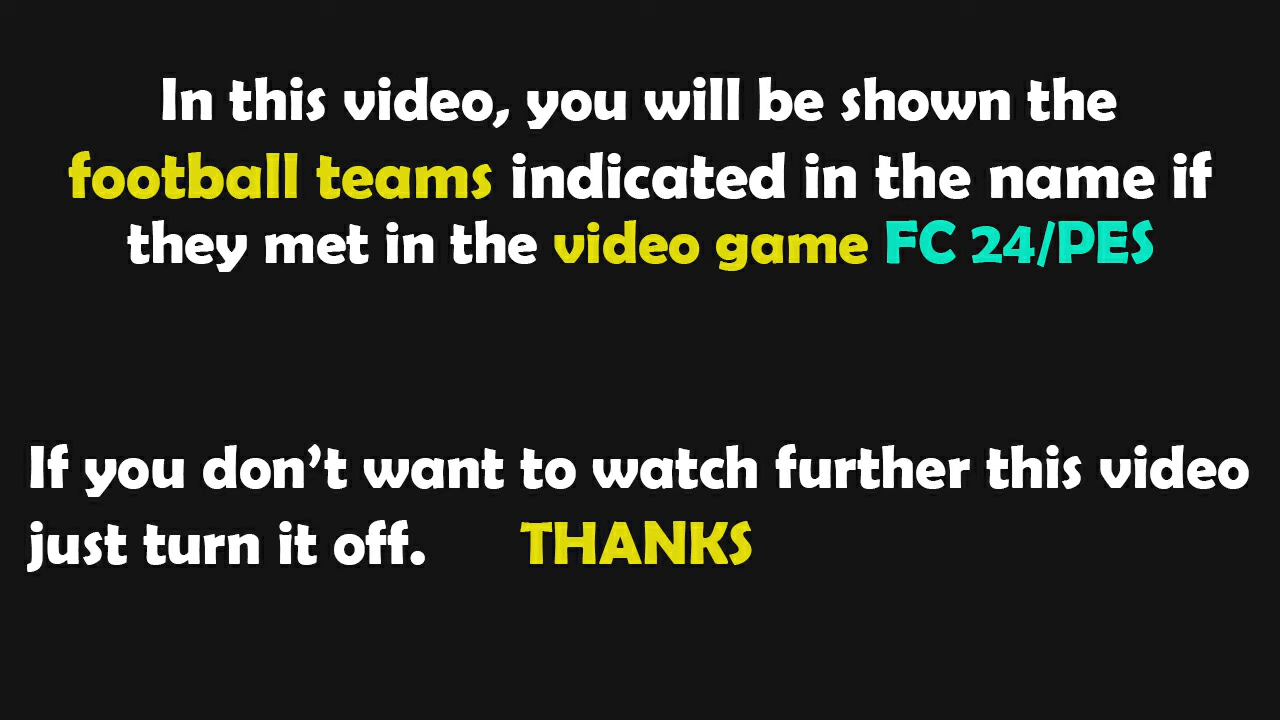 In this video, you will be shown the
football teams indicated in the name if
they met in the video game FC 24/PES
If you don’t want to watch further this video
just turn it off. THANKS